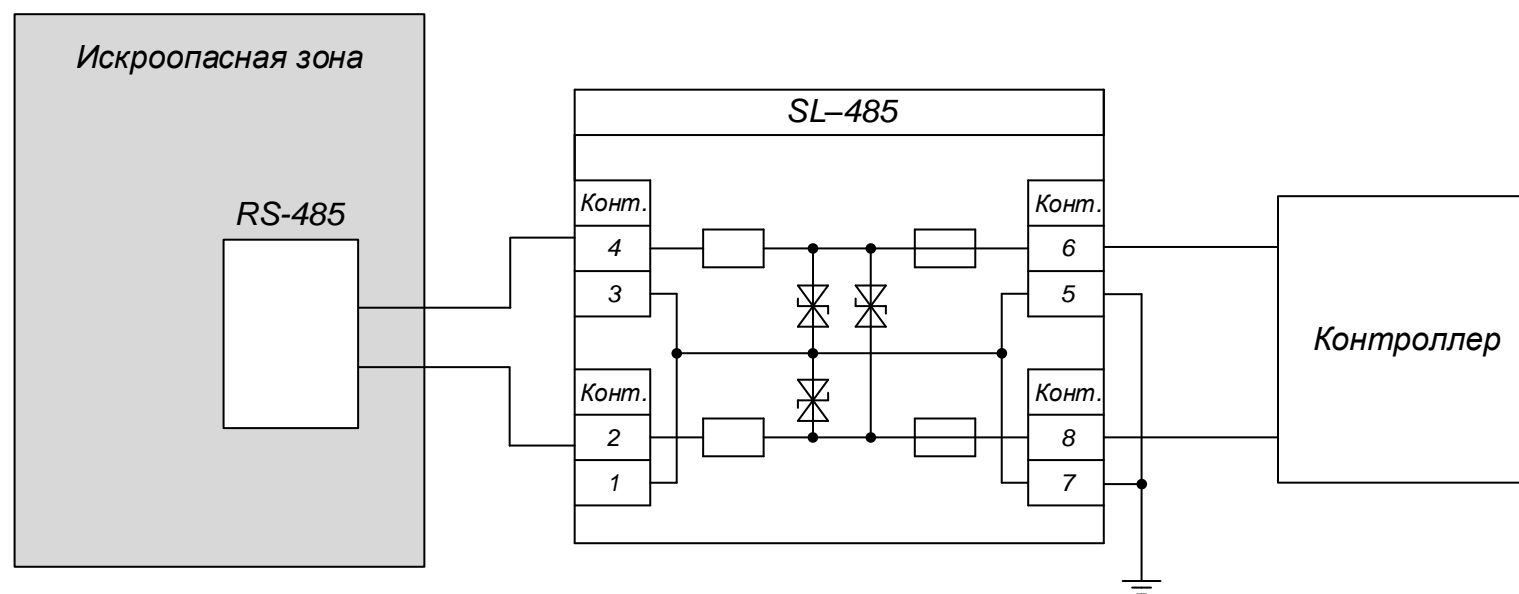 Искроопасная зона
SL–485
RS-485
Конт.
4
3
Конт.
2
1
Конт.
6
5
Конт.
8
7
Контроллер